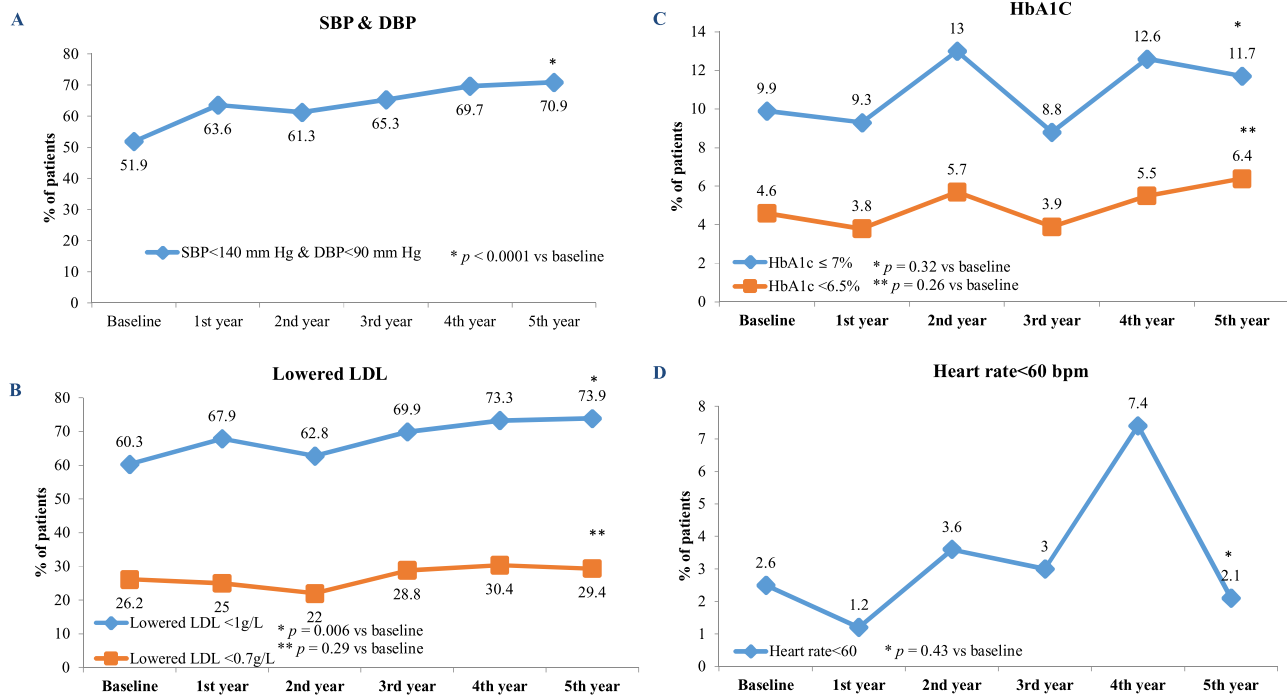 A
SBP & DBP
% of patients
80
70
60
50
40
30
20
10
0
51.9
63.6
61.3
65.3
69.7
70.9
*
SBP<140 mm Hg & DBP<90 mm Hg
* p < 0.0001 vs baseline
Baseline 1st year 2nd year 3rd year 4th year 5th year
B
Lowered LDL
% of patients
80
70
60
50
40
30
20
10
0
60.3
67.9
62.8
69.9
73.3
73.9
*
26.2
25
22
28.8
30.4
29.4
**
Lowered LDL <1g/L
Lowered LDL <0.7g/L
* p = 0.006 vs baseline
** p = 0.29 vs baseline
Baseline 1st year 2nd year 3rd year 4th year 5th year
C
HbA1C
% of patients
14
12
10
8
6
4
2
0
9.9
9.3
13
8.8
12.6
11.7
*
4.6
3.8
5.7
3.9
5.5
6.4
**
HbA1c ≤ 7%
HbA1c <6.5%
* p = 0.32 vs baseline
** p = 0.26 vs baseline
Baseline 1st year 2nd year 3rd year 4th year 5th year
D
Heart rate<60 bpm
% of patients
8
7
6
5
4
3
2
1
0
2.6
1.2
3.6
3
7.4
2.1
*
Heart rate<60
* p = 0.43 vs baseline
Baseline 1st year 2nd year 3rd year 4th year 5th year